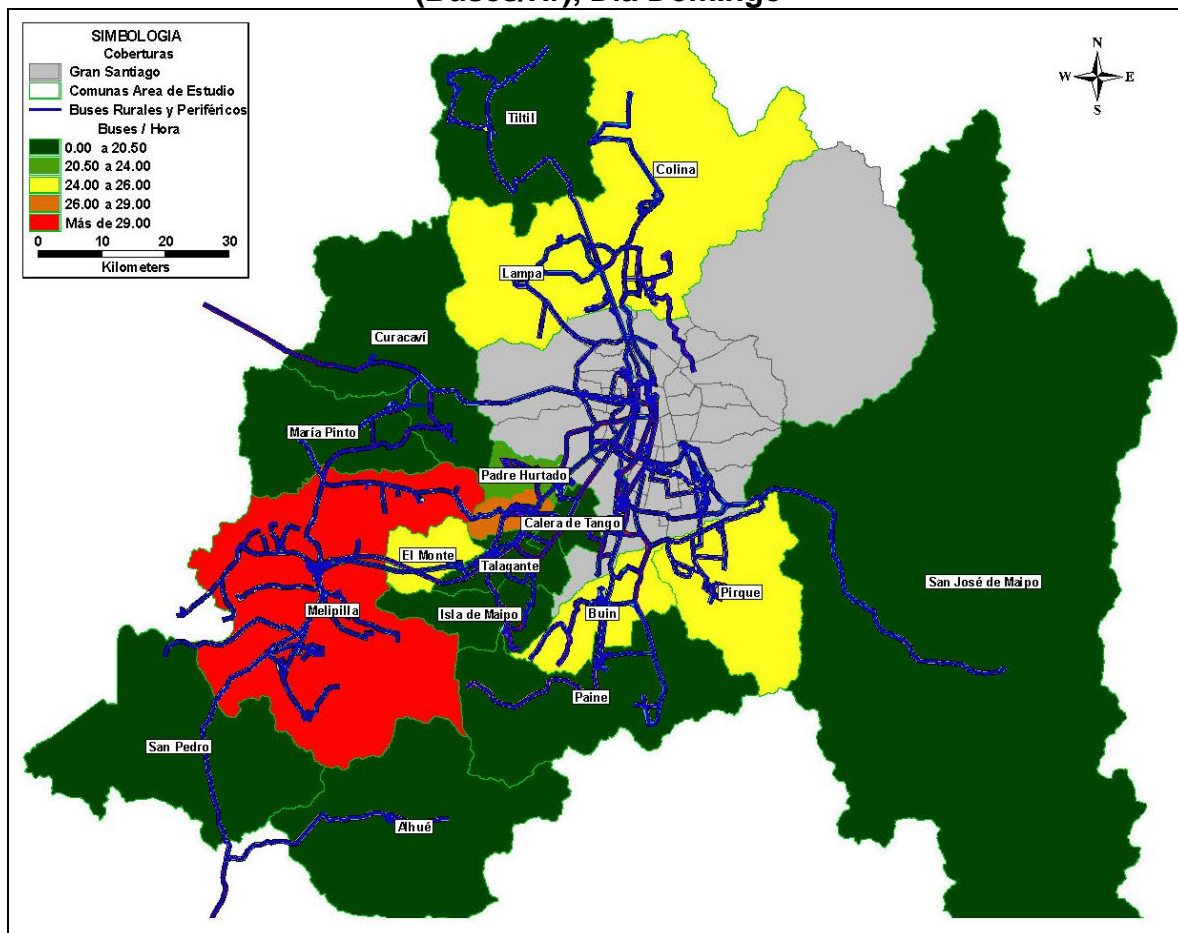 (Buses/Hr), Día Domingo
SIMBOLOGIA
Coberturas
Gran Santiago
Comunas Area de Estudio
Buses Rurales y Periféricos
Buses / Hora
0.00 a 20.50
20.50 a 24.00
24.00 a 26.00
26.00 a 29.00
Más de 29.00
0 10 20 30
Kilometers
N
W E
S
Tiltil
Colina
Lampa
Curacaví
María Pinto
Padre Hurtado
Calera de Tango
El Monte
Talagante
San José de Maipo
Pirque
Melipilla
Isla de Maipo
Buin
Paine
San Pedro
Alhué